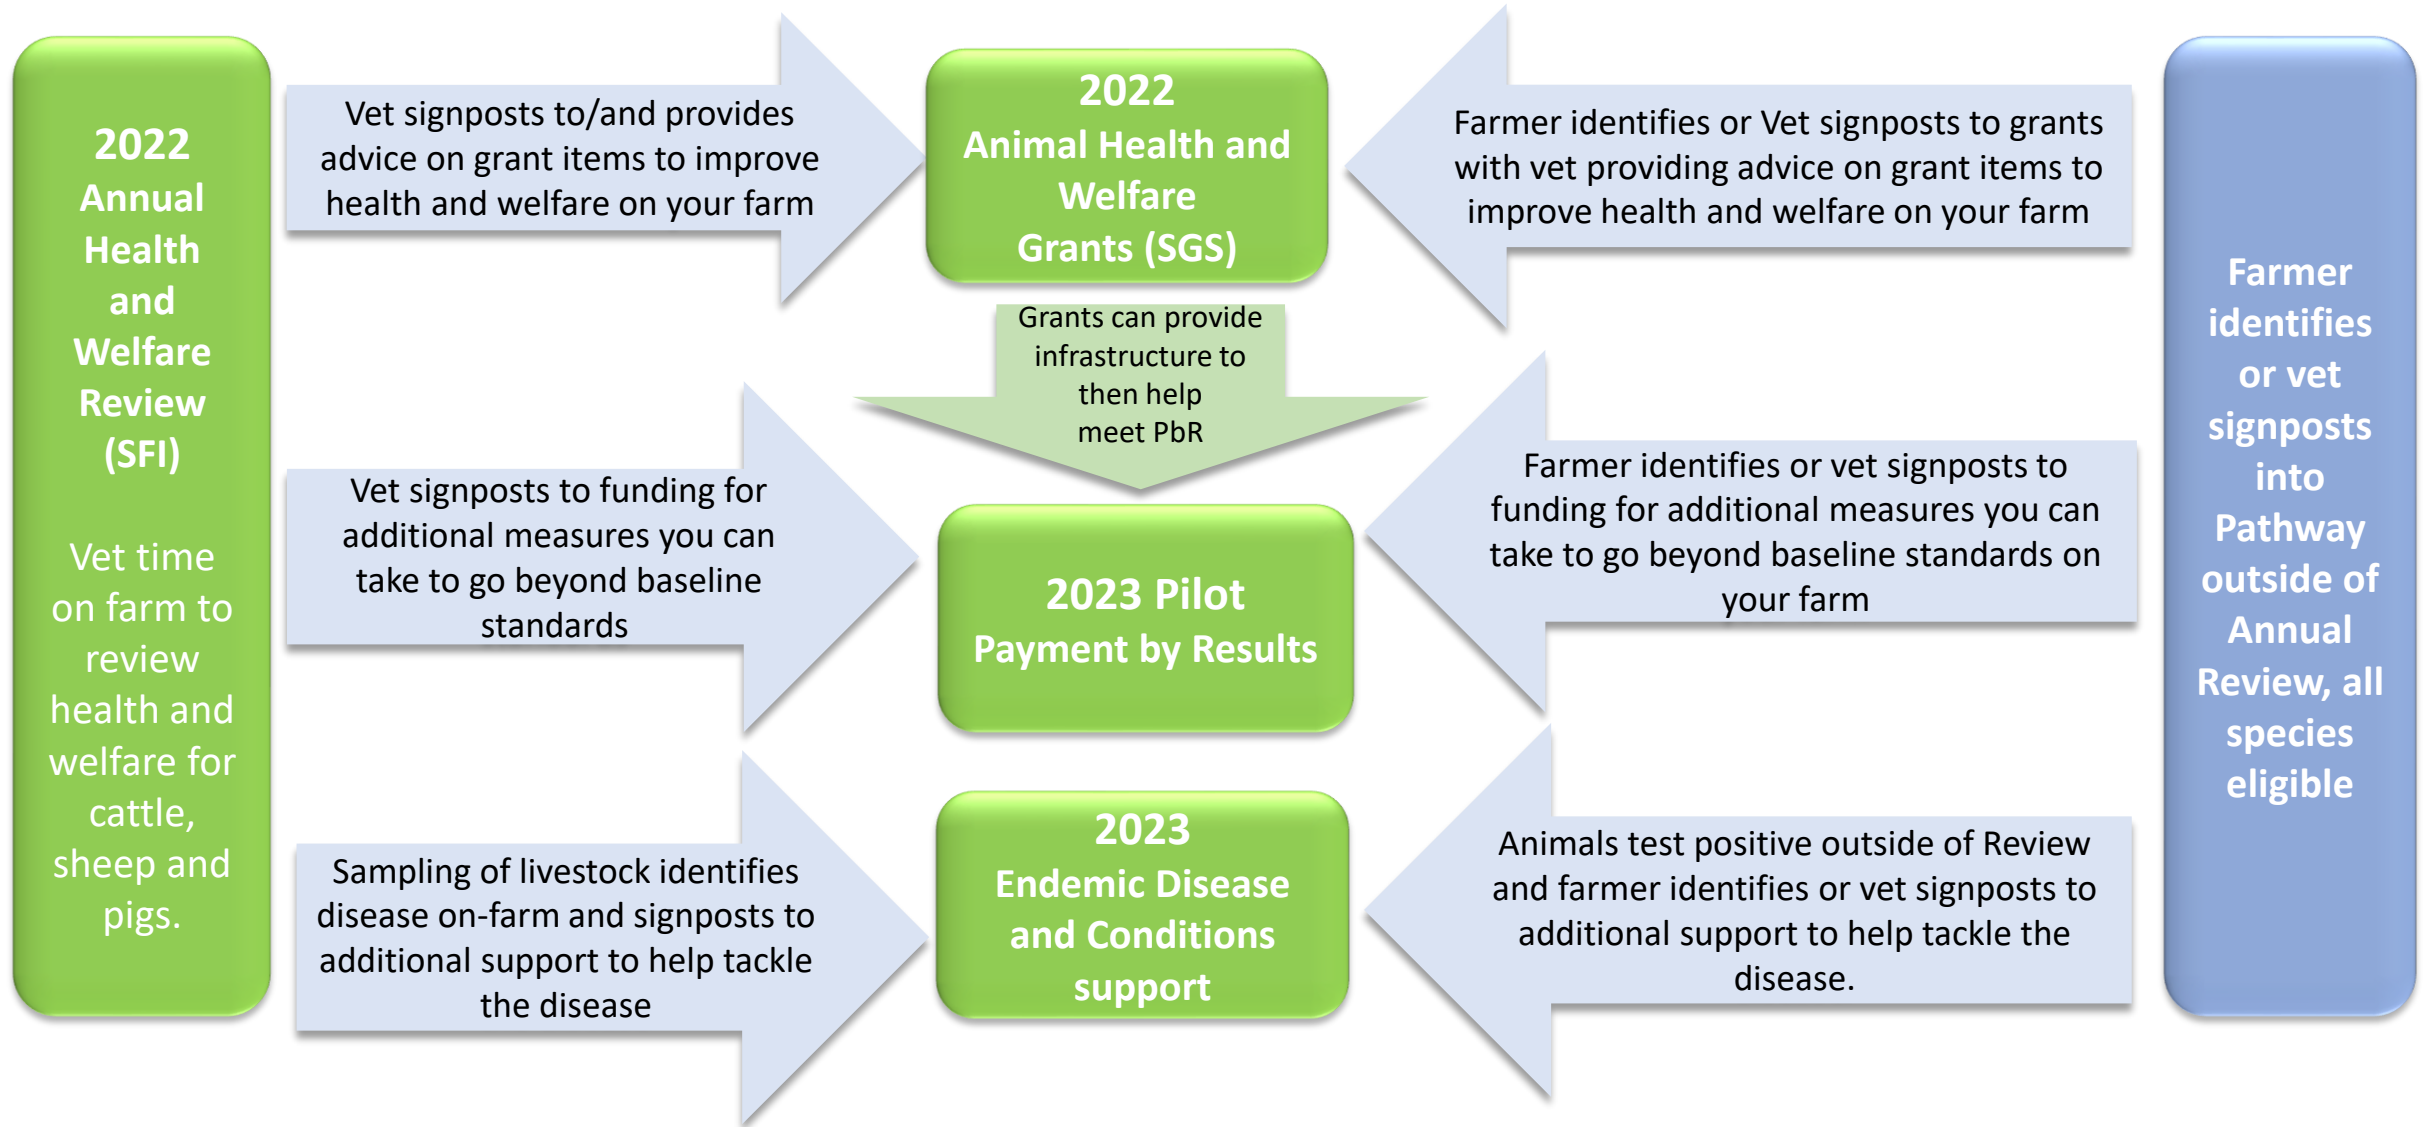 2022
Annual
Health
and
Welfare
Review
(SFI)
Vet time
on farm to
review
health and
welfare for
cattle,
sheep and
pigs.
Vet signposts to/and provides
advice on grant items to improve
health and welfare on your farm
2022
Animal Health and
Welfare
Grants (SGS)
Farmer identifies or Vet signposts to grants
with vet providing advice on grant items to
improve health and welfare on your farm
Grants can provide
infrastructure to
then help
meet PbR
Vet signposts to funding for
additional measures you can
take to go beyond baseline
standards
2023 Pilot
Payment by Results
Farmer identifies or vet signposts to
funding for additional measures you can
take to go beyond baseline standards on
your farm
Sampling of livestock identifies
disease on-farm and signposts to
additional support to help tackle
the disease
2023
Endemic Disease
and Conditions
support
Animals test positive outside of Review
and farmer identifies or vet signposts to
additional support to help tackle the
disease.
Farmer
identifies
or vet
signposts
into
Pathway
outside of
Annual
Review, all
species
eligible